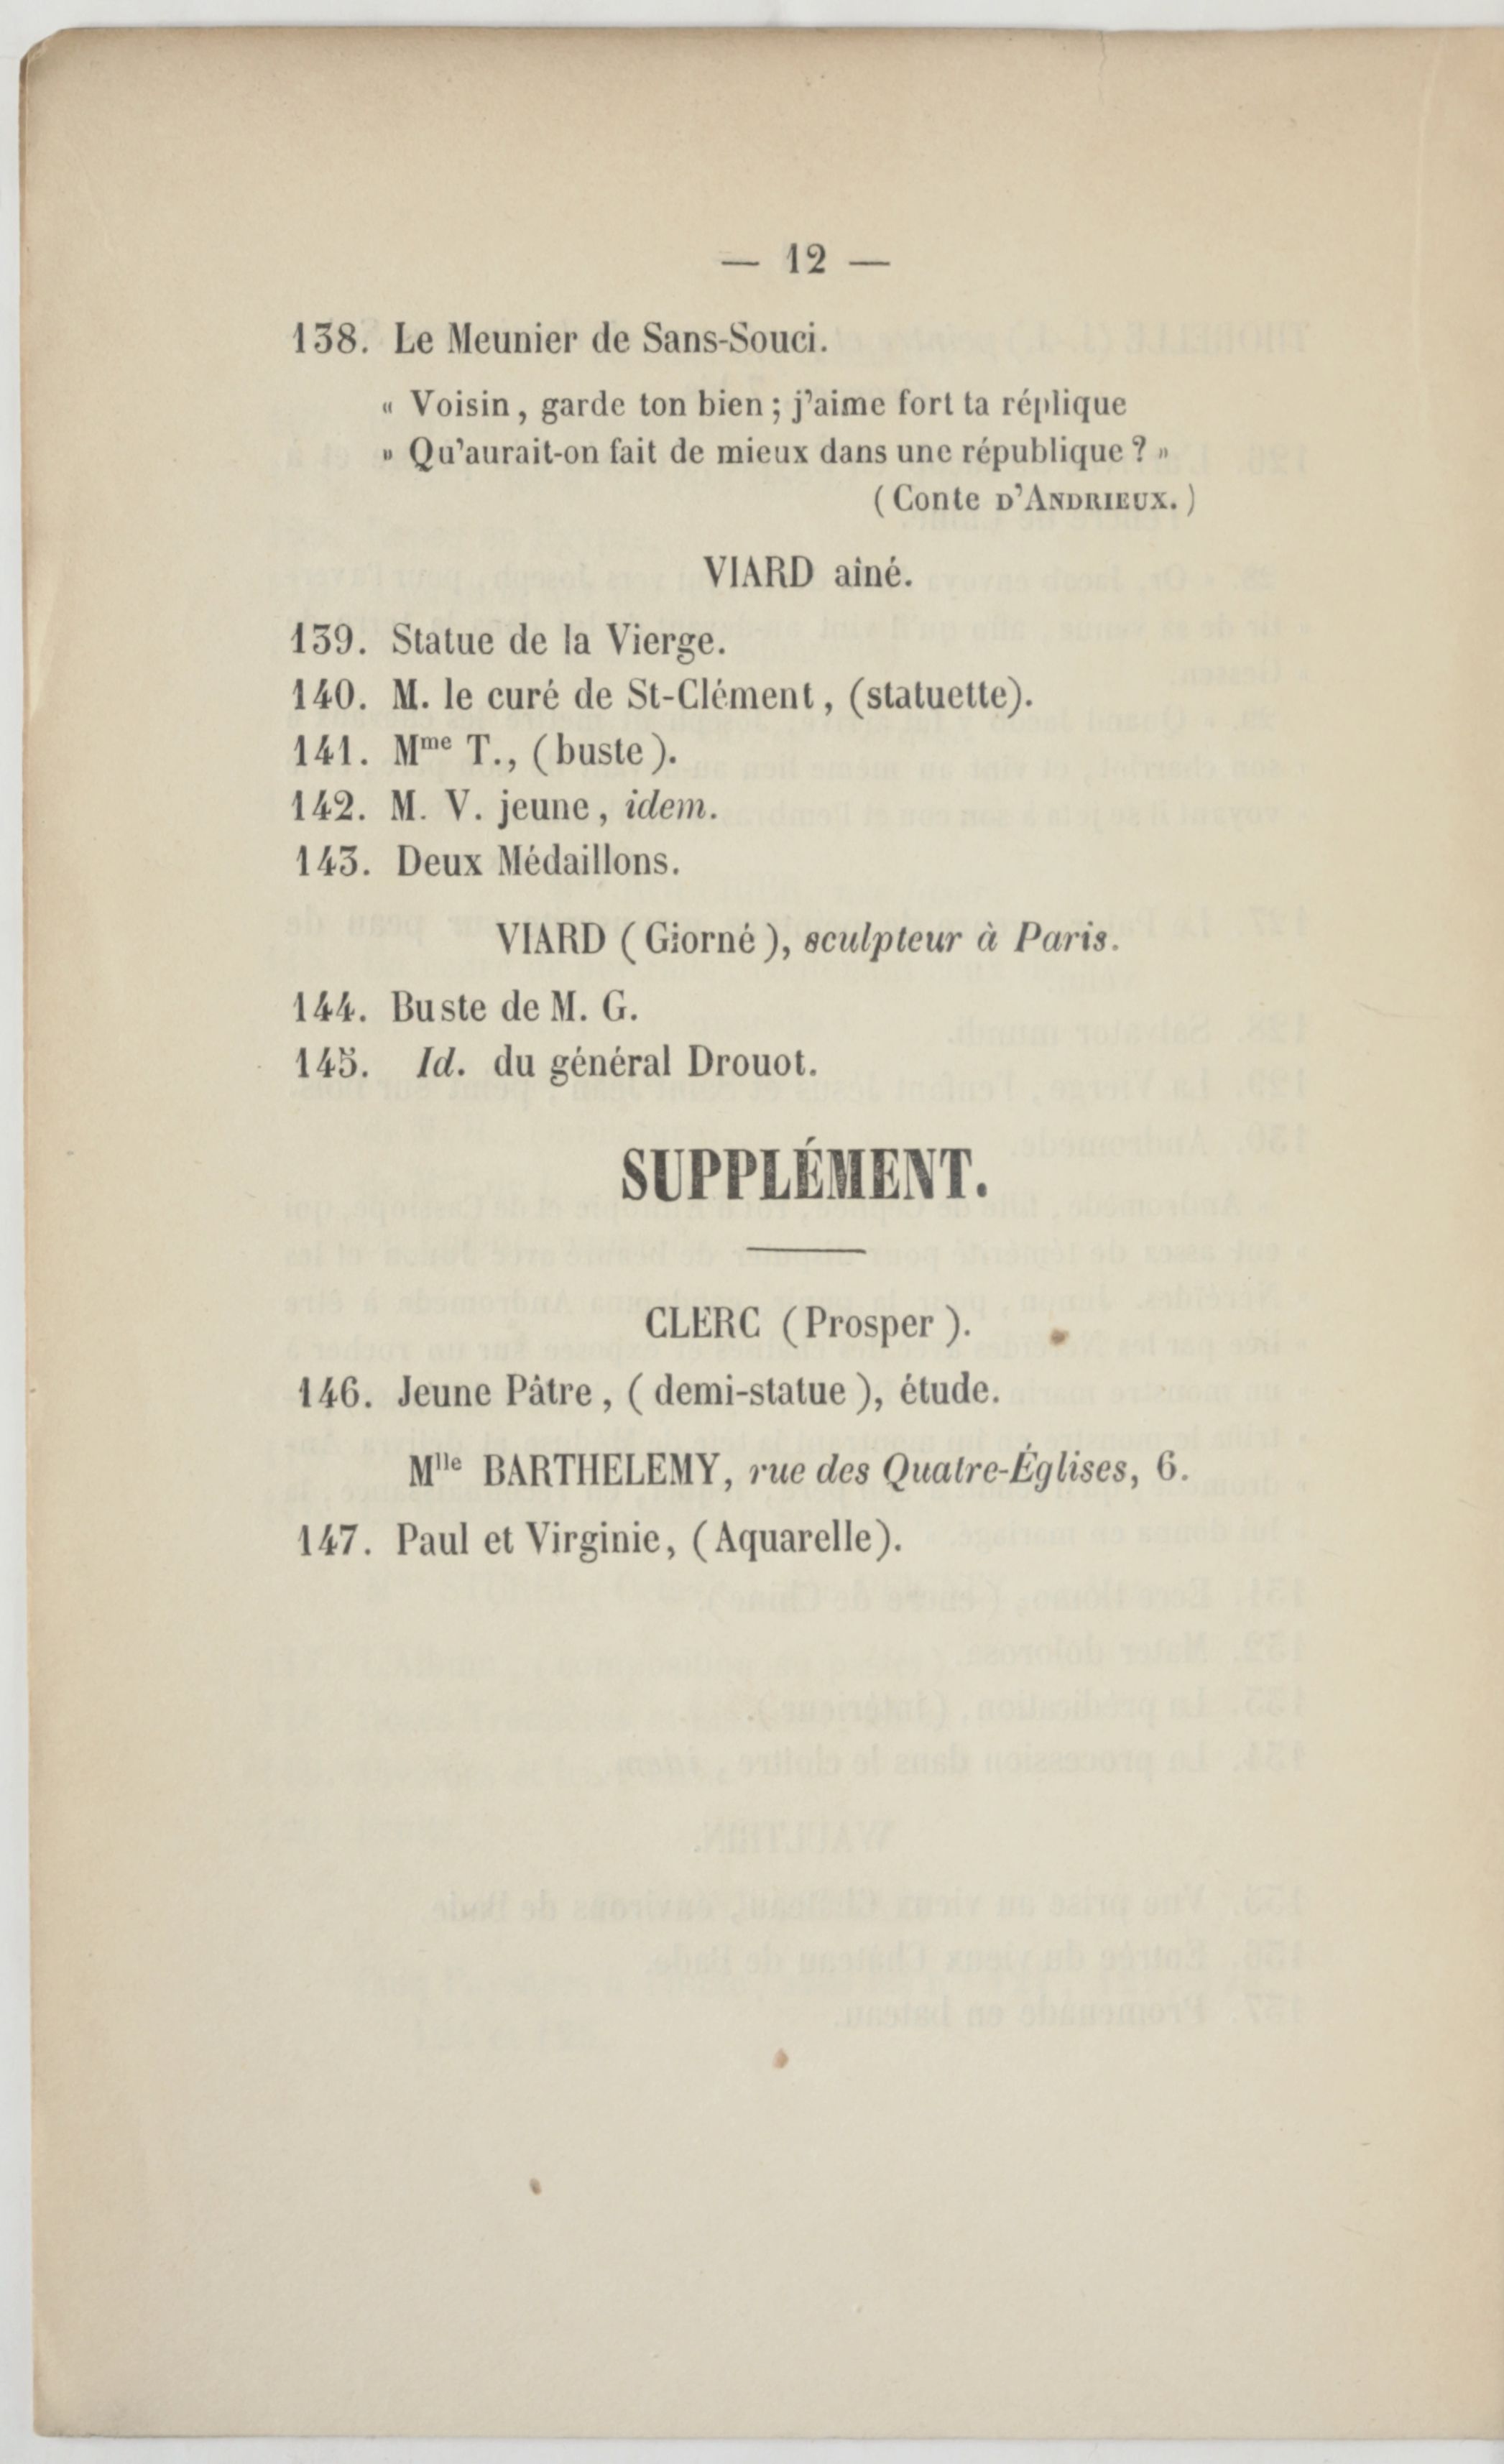 — 12 —
138. Le Meunier de Sans-Souci.
« Voisin, garde ton bien ; j'aime fort ta réplique
» Qu'aurait-on fait de mieux dans une république ? »
(Conte D'ANDRIEUX.)
VIARD ainé.
139. Statue de la Vierge.
140. M. le curé de St-Clément, (statuette).
141. Mme T., (buste).
142. M. V. jeune, idem.
143. Deux Médaillons.
VIARD (Giorné), sculpteur à Paris.
144. Buste de M. G.
145. Id. du général Drouot.
SUPPLÉMENT.
CLERC (Prosper).
146. Jeune Pâtre, (demi-statue), étude.
Mlle BARTHELEMY, rue des Quatre-Églises, 6.
147. Paul et Virginie, (Aquarelle).